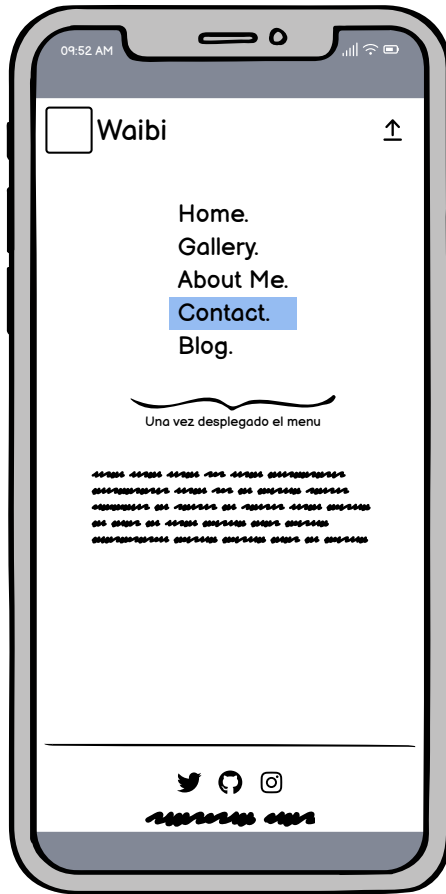 09:52 AM
Waibi
Home.
Gallery.
About Me.
Contact.
Blog.
Una vez desplegado el menu